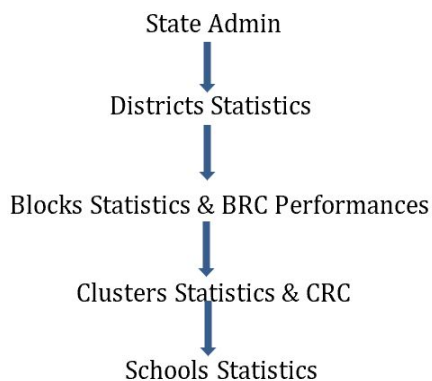 State Admin
Districts Statistics
Blocks Statistics & BRC Performances
Clusters Statistics & CRC
Schools Statistics